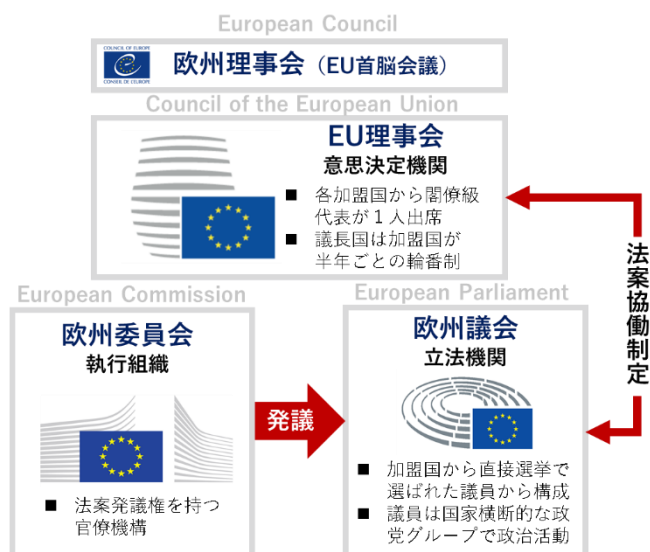 European Council
COUNCIL OF EUROPE
CONSEIL DE L'EUROPE
欧州理事会（EU首脳会議）
Council of the European Union
EU理事会
意思決定機関
■ 各加盟国から閣僚級
代表が１人出席
■ 議長国は加盟国が
半年ごとの輪番制
法案協働制定
European Commission
欧州委員会
執行組織
■ 法案発議権を持つ
官僚機構
発議
European Parliament
欧州議会
立法機関
■ 加盟国から直接選挙で
選ばれた議員から構成
■ 議員は国家横断的な政
党グループで政治活動